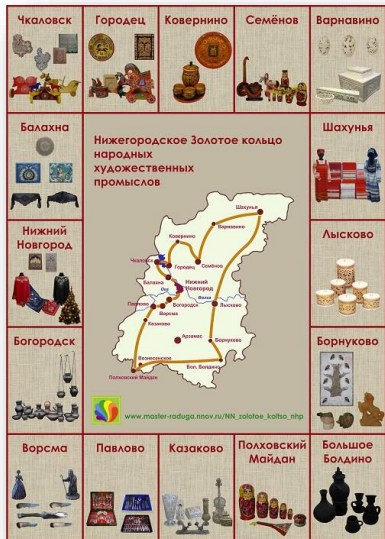 Чкаловск
Городец
Ковернино
Семёнов
Варнавино
Балахна
Шахунья
Нижегородское Золотое кольцо
народных
художественных
промыслов
Нижний
Новгород
Лысково
Шахунья
Варнавино
Ковернино
Чкаловск
Городец
Семёнов
Балахна
Нижний
Новгород
Ока
Волга
Павлово
Богородск
Лысково
Ворсма
Казаково
Арзамас
Борнуково
Вознесенское
Бол. Болдино
Полховский Майдан
Богородск
Борнуково
www.master-raduga.nnov.ru/NN_zolotoe_koltso_nhp
Ворсма
Павлово
Казаково
Полховский
Майдан
Большое
Болдино